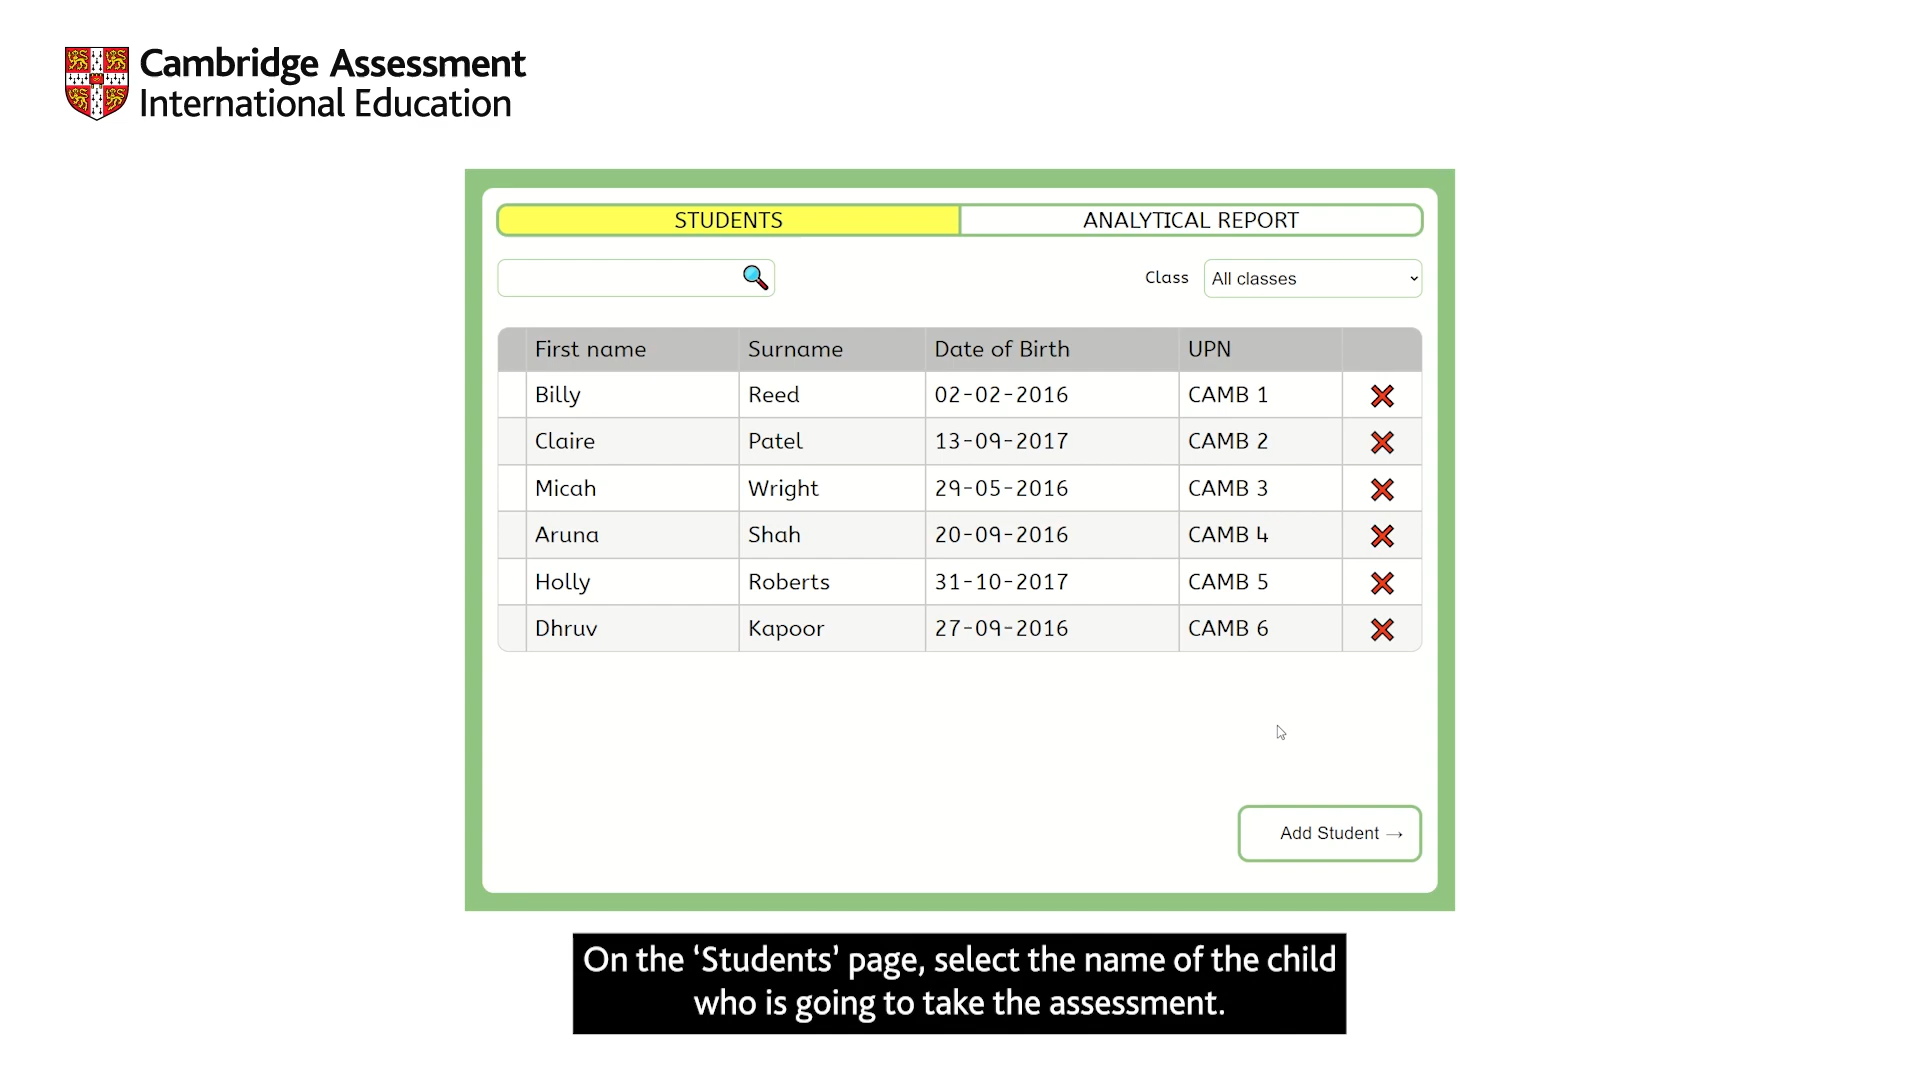 Cambridge Assessment
International Education
STUDENTS ANALYTICAL REPORT
Class All classes
First name Surname Date of Birth UPN
Billy Reed 02-02-2016 CAMB 1
Claire Patel 13-09-2017 CAMB 2
Micah Wright 29-05-2016 CAMB 3
Aruna Shah 20-09-2016 CAMB 4
Holly Roberts 31-10-2017 CAMB 5
Dhruv Kapoor 27-09-2016 CAMB 6
Add Student →
On the ‘Students’ page, select the name of the child
who is going to take the assessment.